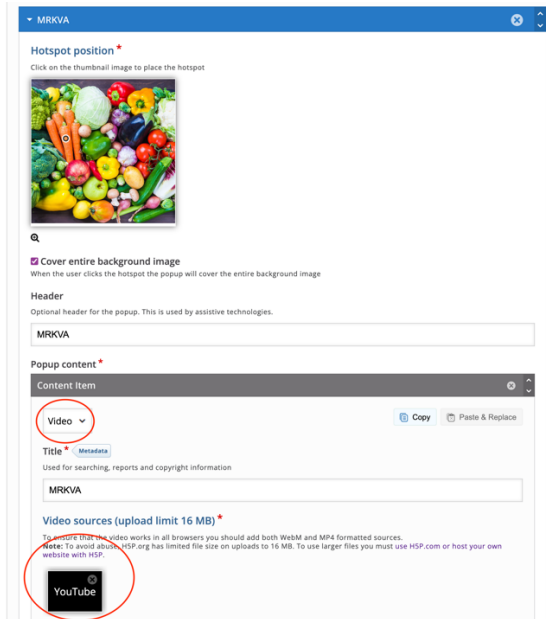 MRKVA
Hotspot position *
Click on the thumbnail image to place the hotspot
Cover entire background image
When the user clicks the hotspot the popup will cover the entire background image
Header
Optional header for the popup. This is used by assistive technologies.
MRKVA
Popup content *
Content Item
Video
Copy
Paste & Replace
Title * Metadata
Used for searching, reports and copyright information
MRKVA
Video sources (upload limit 16 MB) *
To ensure that the video works in all browsers you should add both WebM and MP4 formatted sources.
Note: To avoid abuse, H5P.org has limited file size on uploads to 16 MB. To use larger files you must use H5P.com or host your own
website with H5P.
YouTube